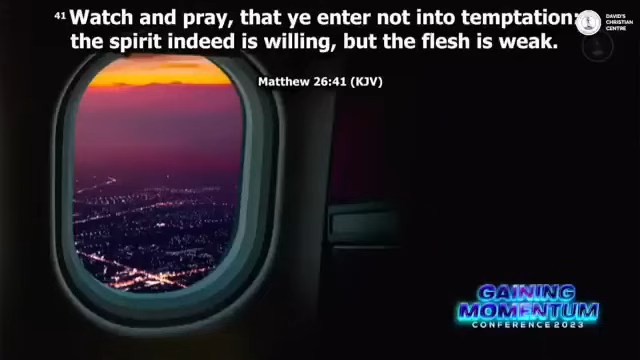 41 Watch and pray, that ye enter not into temptation:
the spirit indeed is willing, but the flesh is weak.
Matthew 26:41 (KJV)
DAVID'S
CHRISTIAN
CENTRE
GAINING
MOMENTUM
CONFERENCE 2023